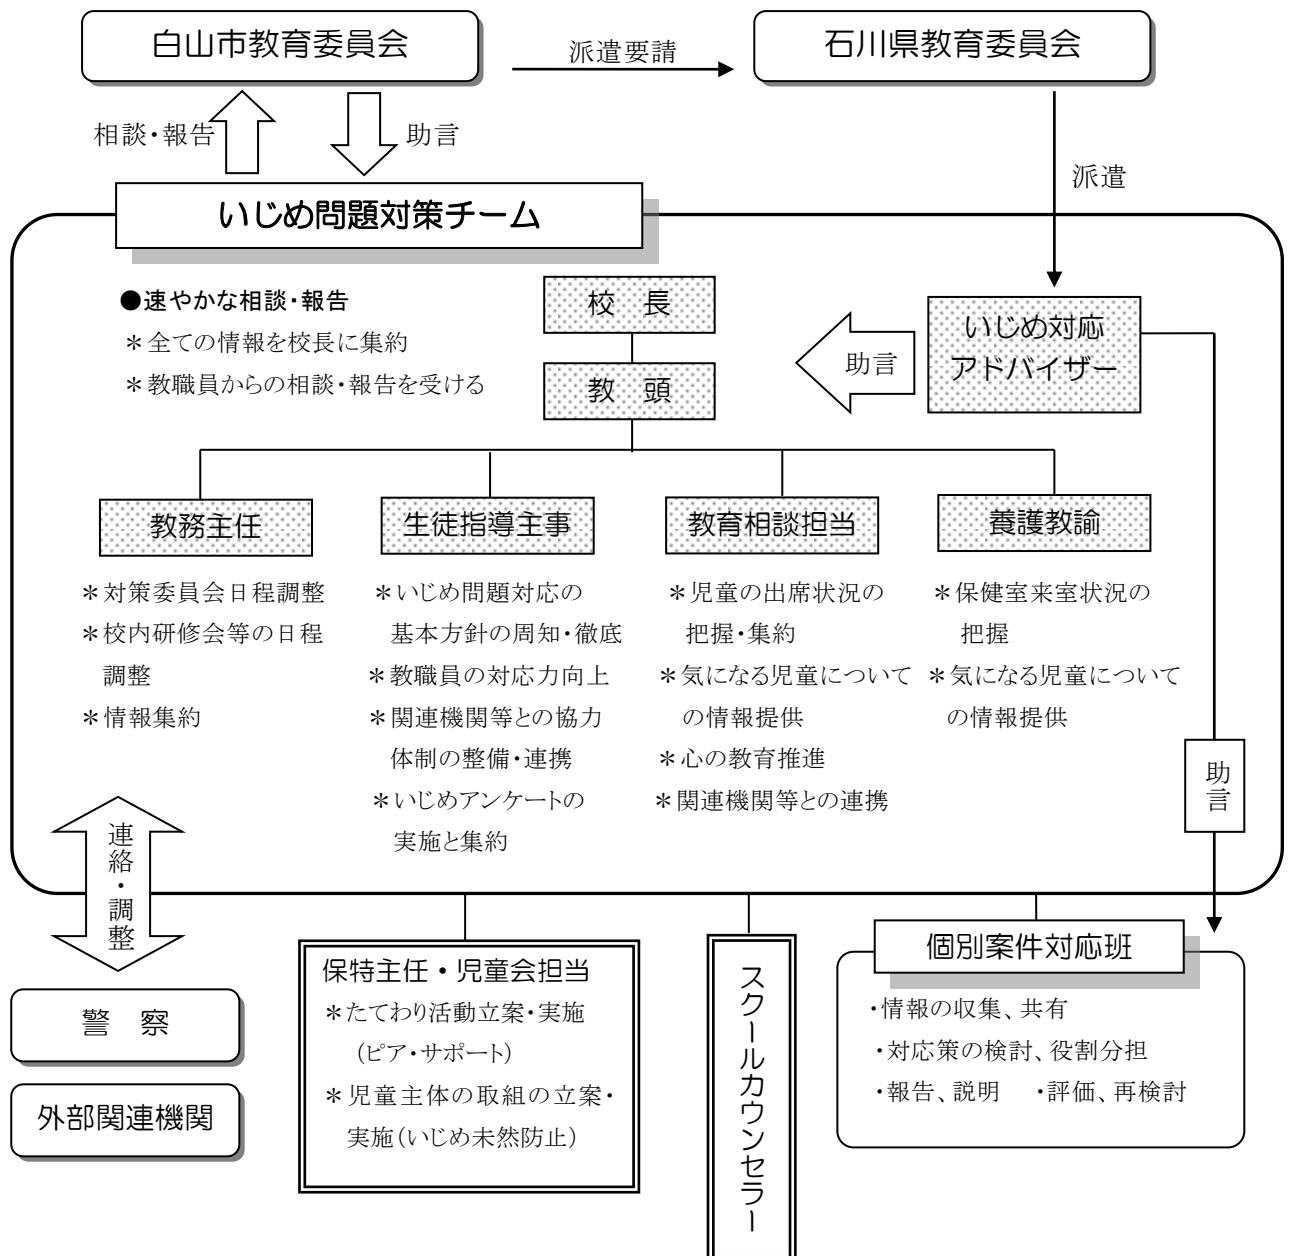 白山市教育委員会
派遣要請
石川県教育委員会
相談・報告
助言
派遣
いじめ問題対策チーム
●速やかな相談・報告
＊全ての情報を校長に集約
＊教職員からの相談・報告を受ける
校　長
教　頭
助言
いじめ対応
アドバイザー
教務主任
＊対策委員会日程調整
＊校内研修会等の日程
調整
＊情報集約
生徒指導主事
＊いじめ問題対応の
基本方針の周知・徹底
＊教職員の対応力向上
＊関連機関等との協力
体制の整備・連携
＊いじめアンケートの
実施と集約
教育相談担当
＊児童の出席状況の
把握・集約
＊気になる児童について
の情報提供
＊心の教育推進
＊関連機関等との連携
養護教諭
＊保健室来室状況の
把握
＊気になる児童について
の情報提供
助言
連絡・調整
警　察
外部関連機関
保特主任・児童会担当
＊たてわり活動立案・実施
（ピア・サポート）
＊児童主体の取組の立案・
実施（いじめ未然防止）
スクールカウンセラー
個別案件対応班
・情報の収集、共有
・対応策の検討、役割分担
・報告、説明　・評価、再検討